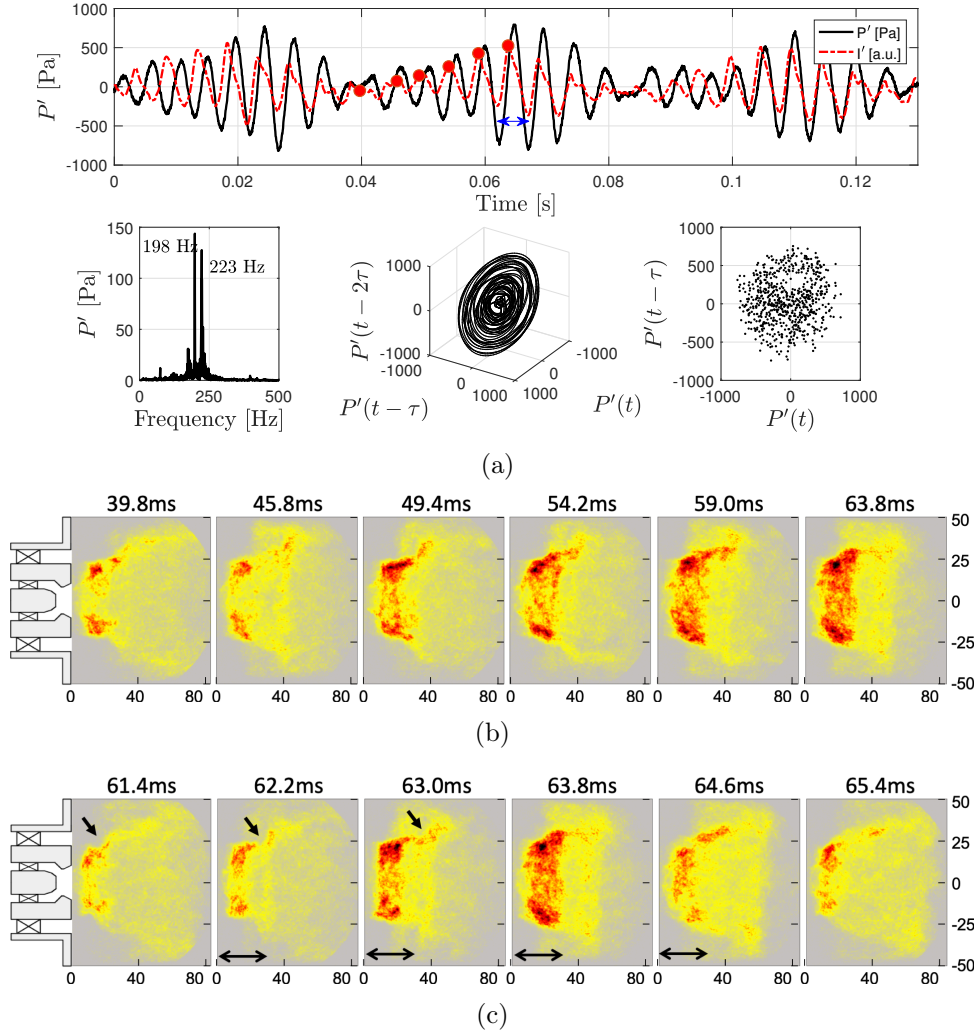 1000
500
0
-500
-1000
P′ [Pa]
P′ [Pa]
I′ [a.u.]
0 0.02 0.04 0.06 0.08 0.1 0.12
Time [s]
150
100
50
0
P′ [Pa]
198 Hz
223 Hz
0 250 500
Frequency [Hz]
1000
0
-1000
P′(t − 2τ)
-1000
0
1000
P′(t − τ)
-1000
0
1000
P′(t)
1000
500
0
-500
-1000
P′(t − τ)
-1000 0 1000
P′(t)
(a)
39.8ms 45.8ms 49.4ms 54.2ms 59.0ms 63.8ms
50
25
0
-25
-50
0 40 80 0 40 80 0 40 80 0 40 80 0 40 80 0 40 80
(b)
61.4ms 62.2ms 63.0ms 63.8ms 64.6ms 65.4ms
50
25
0
-25
-50
0 40 80 0 40 80 0 40 80 0 40 80 0 40 80 0 40 80
(c)